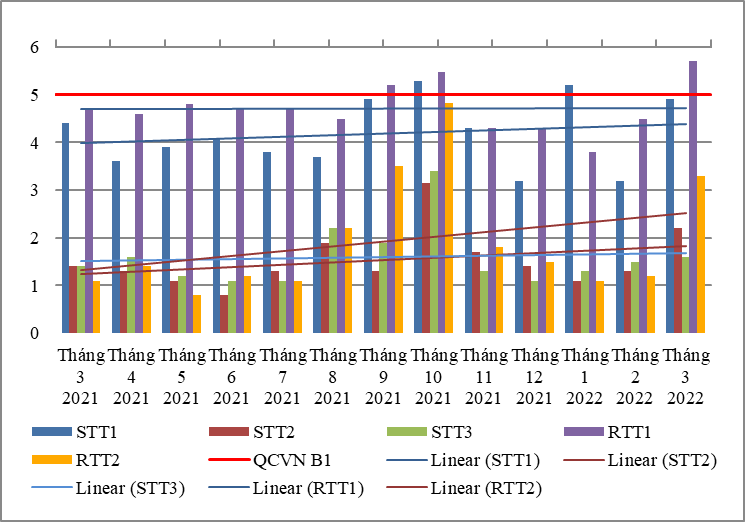 6
5
4
3
2
1
0
Tháng Tháng Tháng Tháng Tháng Tháng Tháng Tháng Tháng Tháng Tháng Tháng Tháng
3 4 5 6 7 8 9 10 11 12 1 2 3
2021 2021 2021 2021 2021 2021 2021 2021 2021 2021 2022 2022 2022
STT1 STT2 STT3 RTT1
RTT2 QCVN B1 Linear (STT1) Linear (STT2)
Linear (STT3) Linear (RTT1) Linear (RTT2)